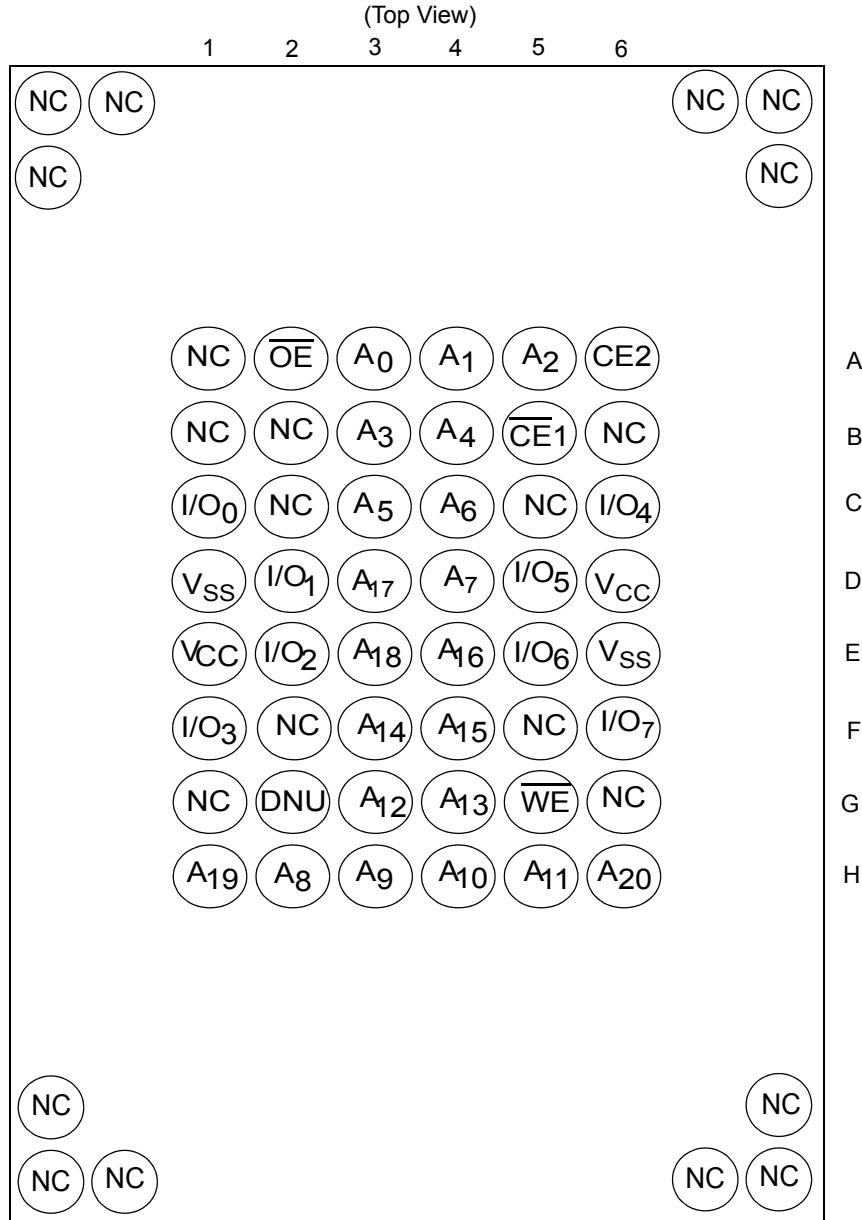 (Top View)
1 2 3 4 5 6
NC NC NC NC
NC NC
NC O̅E̅ A0 A1 A2 CE2 A
NC NC A3 A4 C̅E̅1 NC B
I/O0 NC A5 A6 NC I/O4 C
VSS I/O1 A17 A7 I/O5 VCC D
VCC I/O2 A18 A16 I/O6 VSS E
I/O3 NC A14 A15 NC I/O7 F
NC DNU A12 A13 W̅E̅ NC G
A19 A8 A9 A10 A11 A20 H
NC NC
NC NC NC NC